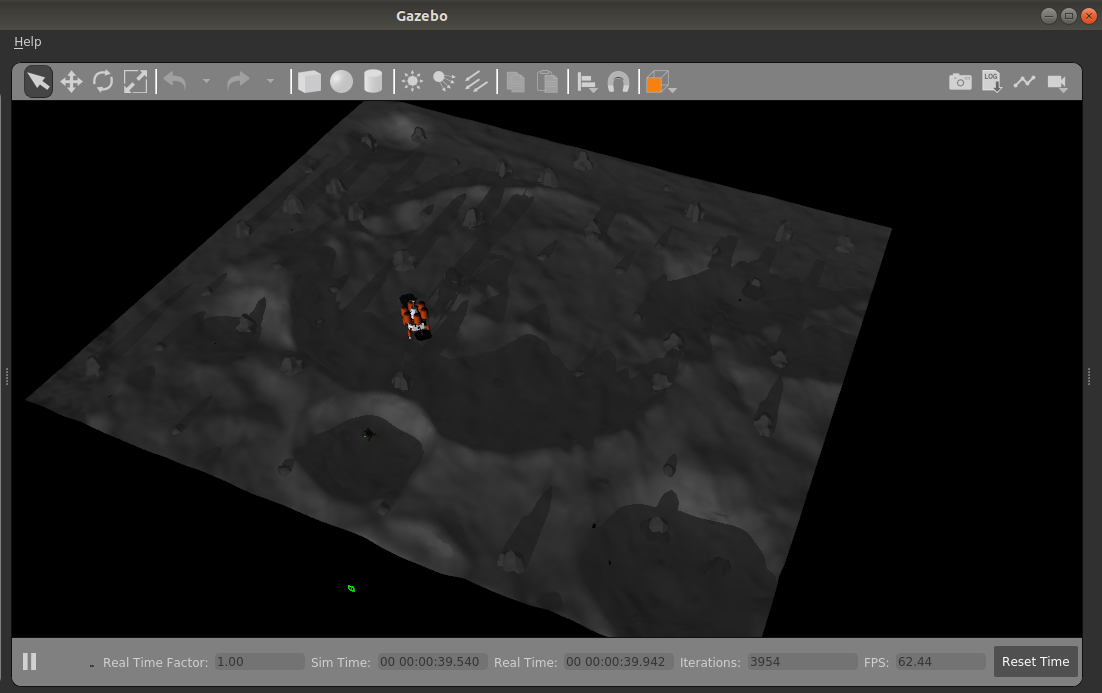 Gazebo
Help
LOG
Real Time Factor: 1.00 Sim Time: 00 00:00:39.540 Real Time: 00 00:00:39.942 Iterations: 3954 FPS: 62.44 Reset Time